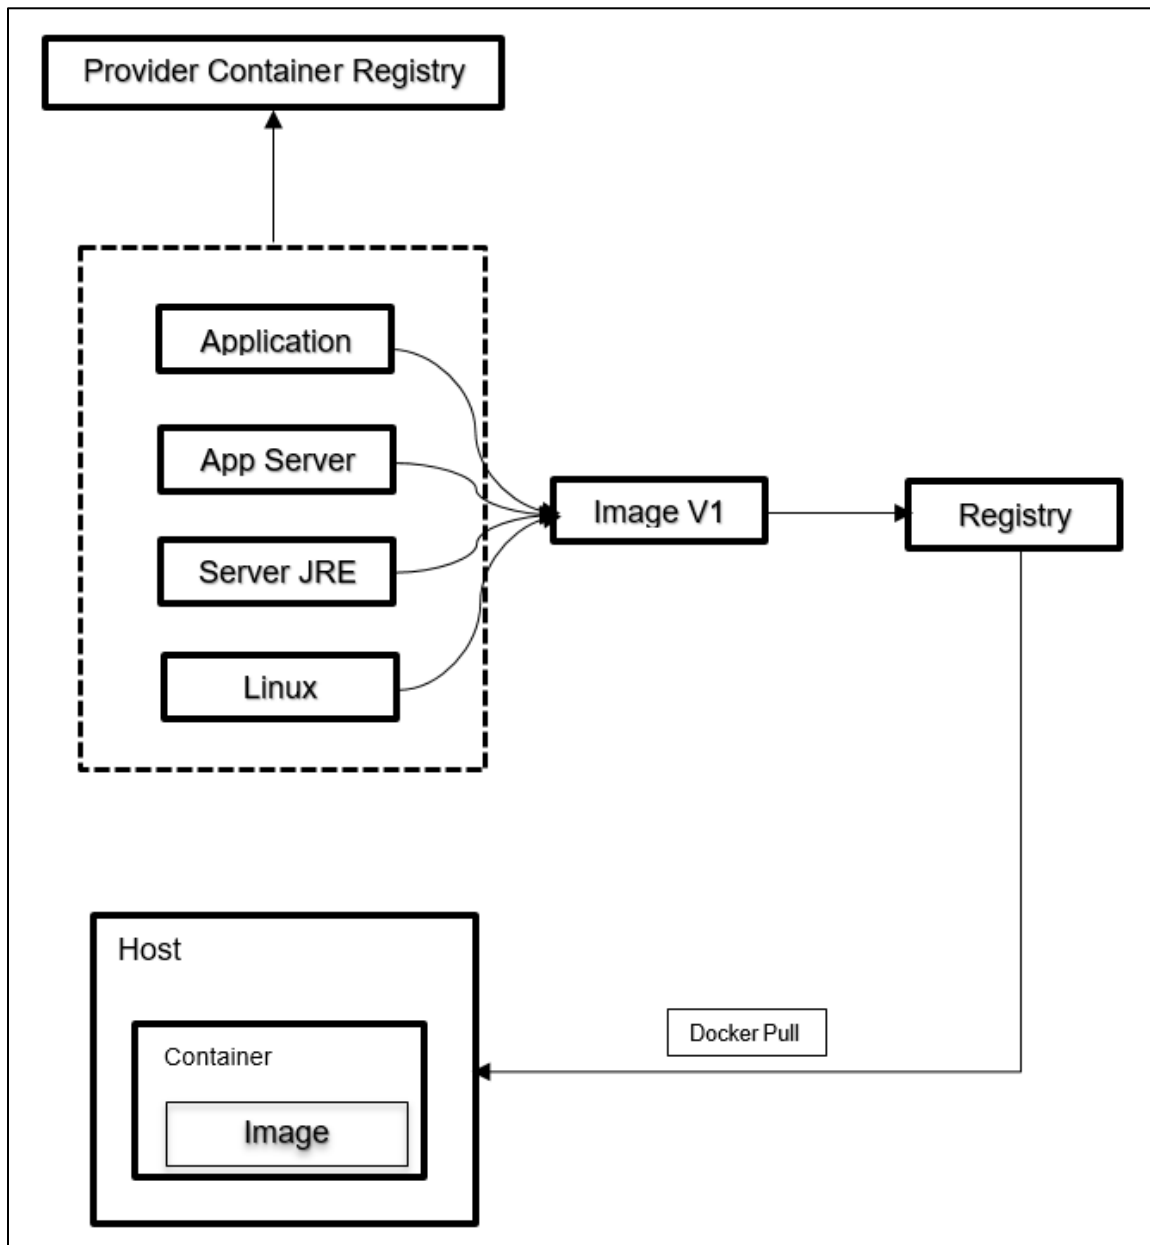 Provider Container Registry
Application
App Server
Server JRE
Linux
Image V1
Registry
Host
Container
Image
Docker Pull